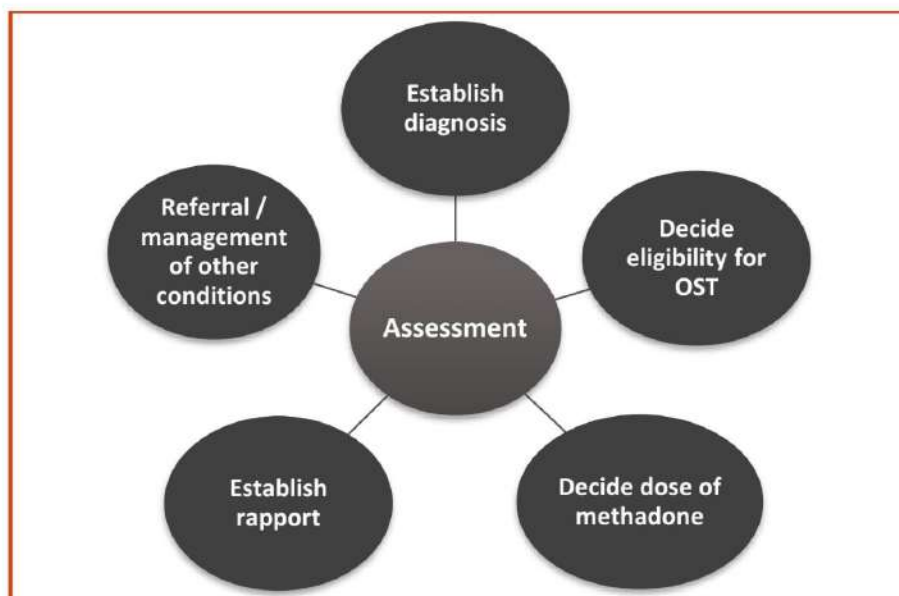 Establish
diagnosis
Decide
eligibility for
OST
Decide dose of
methadone
Establish
rapport
Referral /
management
of other
conditions
Assessment